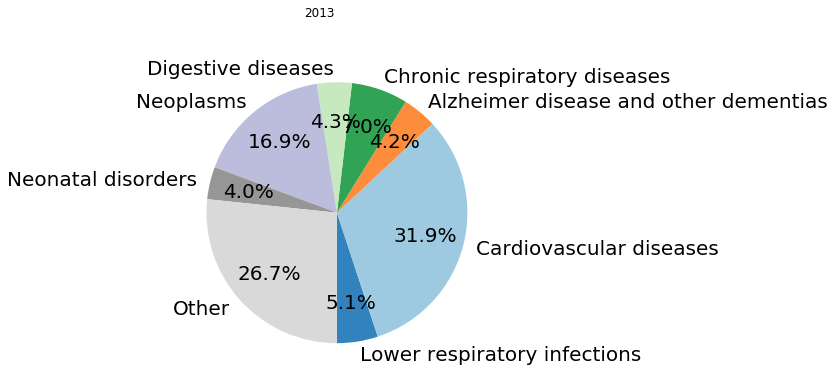 2013
Digestive diseases
Chronic respiratory diseases
Neoplasms
Alzheimer disease and other dementias
4.3%
7.0%
16.9%
4.2%
Neonatal disorders
4.0%
31.9%
Cardiovascular diseases
26.7%
5.1%
Other
Lower respiratory infections